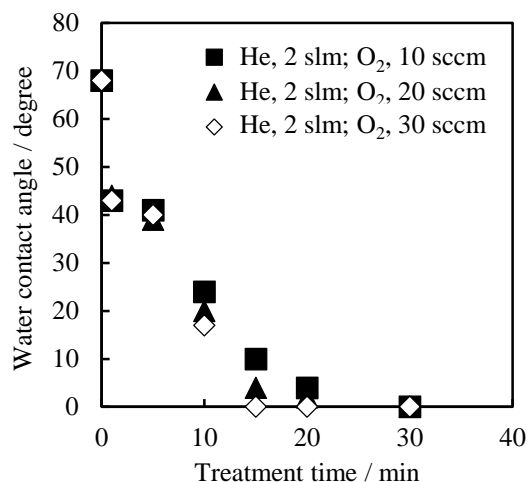 80
70
60
50
40
30
20
10
0
Water contact angle / degree
He, 2 slm; O₂, 10 sccm
He, 2 slm; O₂, 20 sccm
He, 2 slm; O₂, 30 sccm
0 10 20 30 40
Treatment time / min